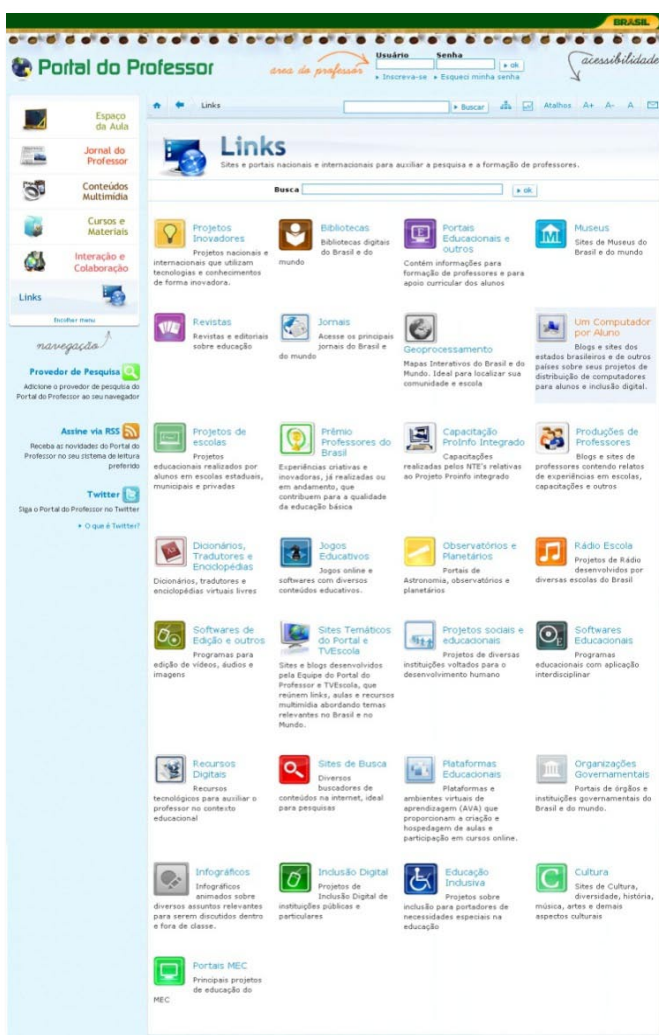 BRASIL
Portal do Professor
área do professor
Usuário Senha
ok
Inscreva-se Esqueci minha senha
acessibilidade
Espaço
da Aula
Jornal do
Professor
Conteúdos
Multimídia
Cursos e
Materiais
Interação e
Colaboração
Links
Encolher menu
navegação
Provedor de Pesquisa
Adicione o provedor de pesquisa do
Portal do Professor ao seu navegador
Assine via RSS
Receba as novidades do Portal do
Professor no seu sistema de leitura
preferido
Twitter
Siga o Portal do Professor no Twitter
O que é Twitter?
Links
Buscar
Atalhos A+ A- A
Links
Sites e portais nacionais e internacionais para auxiliar a pesquisa e a formação de professores.
Busca
ok
Projetos
Inovadores
Projetos nacionais e
internacionais que utilizam
tecnologias e conhecimentos
de forma inovadora.
Bibliotecas
Bibliotecas digitais
do Brasil e do
mundo
Portais
Educacionais e
outros
Contém informações para
formação de professores e para
apoio curricular dos alunos
Museus
Sites de Museus do
Brasil e do mundo
Revistas
Revistas e editoriais
sobre educação
Jornais
Acesse os principais
jornais do Brasil e
do mundo
Geoprocessamento
Mapas Interativos do Brasil e do
Mundo. Ideal para localizar sua
comunidade e escola
Um Computador
por Aluno
Blogs e sites dos
estados brasileiros e de outros
países sobre seus projetos de
distribuição de computadores
para alunos e inclusão digital.
Projetos de
escolas
Projetos
educacionais realizados por
alunos em escolas estaduais,
municipais e privadas
Prêmio
Professores do
Brasil
Experiências criativas e
inovadoras, já realizadas ou
em andamento, que
contribuem para a qualidade
da educação básica
Capacitação
ProInfo Integrado
Capacitações
realizadas pelos NTE's relativas
ao Projeto Proinfo integrado
Produções de
Professores
Blogs e sites de
professores contendo relatos
de experiências em escolas,
capacitações e outros
Dicionários,
Tradutores e
Enciclopédias
Dicionários, tradutores e
enciclopédias virtuais livres
Jogos
Educativos
Jogos online e
softwares com diversos
conteúdos educativos.
Observatórios e
Planetários
Portais de
Astronomia, observatórios e
planetários
Rádio Escola
Projetos de Rádio
desenvolvidos por
diversas escolas do Brasil
Softwares de
Edição e outros
Programas para
edição de vídeos, áudios e
imagens
Sites Temáticos
do Portal e
TVEscola
Sites e blogs desenvolvidos
pela Equipe do Portal do
Professor e TVEscola, que
reúnem links, aulas e recursos
multimídia abordando temas
relevantes no Brasil e no
Mundo.
Projetos sociais e
educacionais
Projetos de diversas
instituições voltados para o
desenvolvimento humano
Softwares
Educacionais
Programas
educacionais com aplicação
interdisciplinar
Recursos
Digitais
Recursos
tecnológicos para auxiliar o
professor no contexto
educacional
Sites de Busca
Diversos
buscadores de
conteúdos na internet, ideal
para pesquisas
Plataformas
Educacionais
Plataformas e
ambientes virtuais de
aprendizagem (AVA) que
proporcionam a criação e
hospedagem de aulas e
participação em cursos online.
Organizações
Governamentais
Portais de órgãos e
instituições governamentais do
Brasil e do mundo.
Infográficos
Infográficos
animados sobre
diversos assuntos relevantes
para serem discutidos dentro
e fora de classe.
Inclusão Digital
Projetos de
Inclusão Digital de
instituições públicas e
particulares
Educação
Inclusiva
Projetos sobre
inclusão para portadores de
necessidades especiais na
educação
Cultura
Sites de Cultura,
diversidade, história,
música, artes e demais
aspectos culturais
Portais MEC
Principais projetos
de educação do
MEC